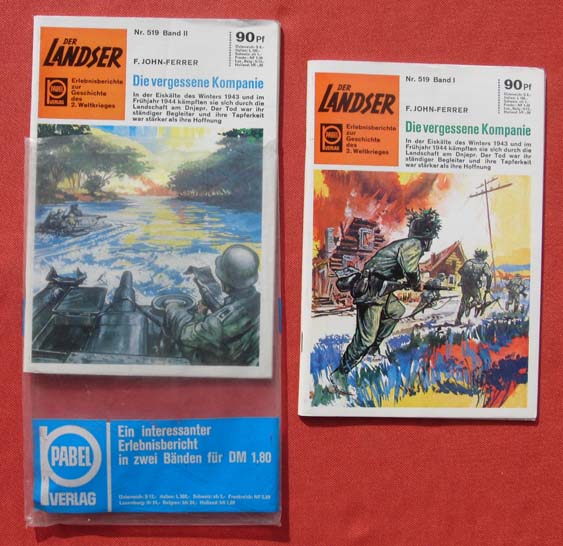 DER
LANDSER
Nr. 519 Band II
90 Pf
F. JOHN-FERRER
PABEL
VERLAG
Erlebnisberichte
zur
Geschichte
des
2. Weltkrieges
Die vergessene Kompanie
In der Eiskälte des Winters 1943 und im
Frühjahr 1944 kämpften sie sich durch die
Landschaft am Dnjepr. Der Tod war ihr
ständiger Begleiter und ihre Tapferkeit
war stärker als ihre Hoffnung
PABEL
VERLAG
Ein interessanter
Erlebnisbericht
in zwei Bänden für DM 1,80
DER
LANDSER
Nr. 519 Band I
90 Pf
F. JOHN-FERRER
PABEL
VERLAG
Erlebnisberichte
zur
Geschichte
des
2. Weltkrieges
Die vergessene Kompanie
In der Eiskälte des Winters 1943 und im
Frühjahr 1944 kämpften sie sich durch die
Landschaft am Dnjepr. Der Tod war ihr
ständiger Begleiter und ihre Tapferkeit
war stärker als ihre Hoffnung